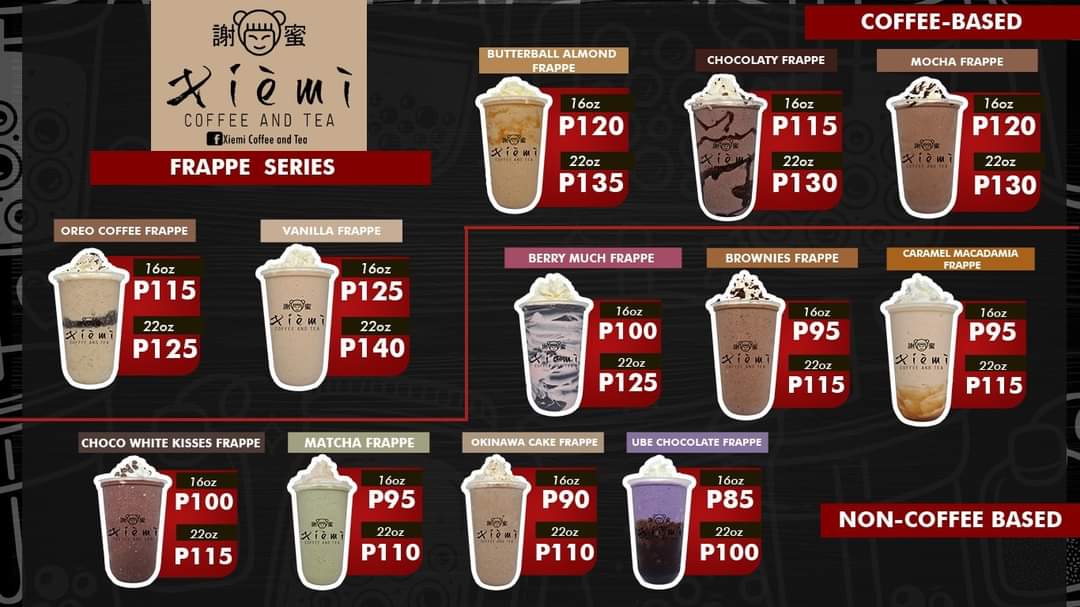 謝 蜜
xièmì
COFFEE AND TEA
Xiemi Coffee and Tea
FRAPPE SERIES
COFFEE-BASED
BUTTERBALL ALMOND
FRAPPE
16oz
P120
22oz
P135
CHOCOLATY FRAPPE
16oz
P115
22oz
P130
MOCHA FRAPPE
16oz
P120
22oz
P130
OREO COFFEE FRAPPE
16oz
P115
22oz
P125
VANILLA FRAPPE
16oz
P125
22oz
P140
BERRY MUCH FRAPPE
16oz
P100
22oz
P125
BROWNIES FRAPPE
16oz
P95
22oz
P115
CARAMEL MACADAMIA
FRAPPE
16oz
P95
22oz
P115
CHOCO WHITE KISSES FRAPPE
16oz
P100
22oz
P115
MATCHA FRAPPE
16oz
P95
22oz
P110
OKINAWA CAKE FRAPPE
16oz
P90
22oz
P110
UBE CHOCOLATE FRAPPE
16oz
P85
22oz
P100
NON-COFFEE BASED